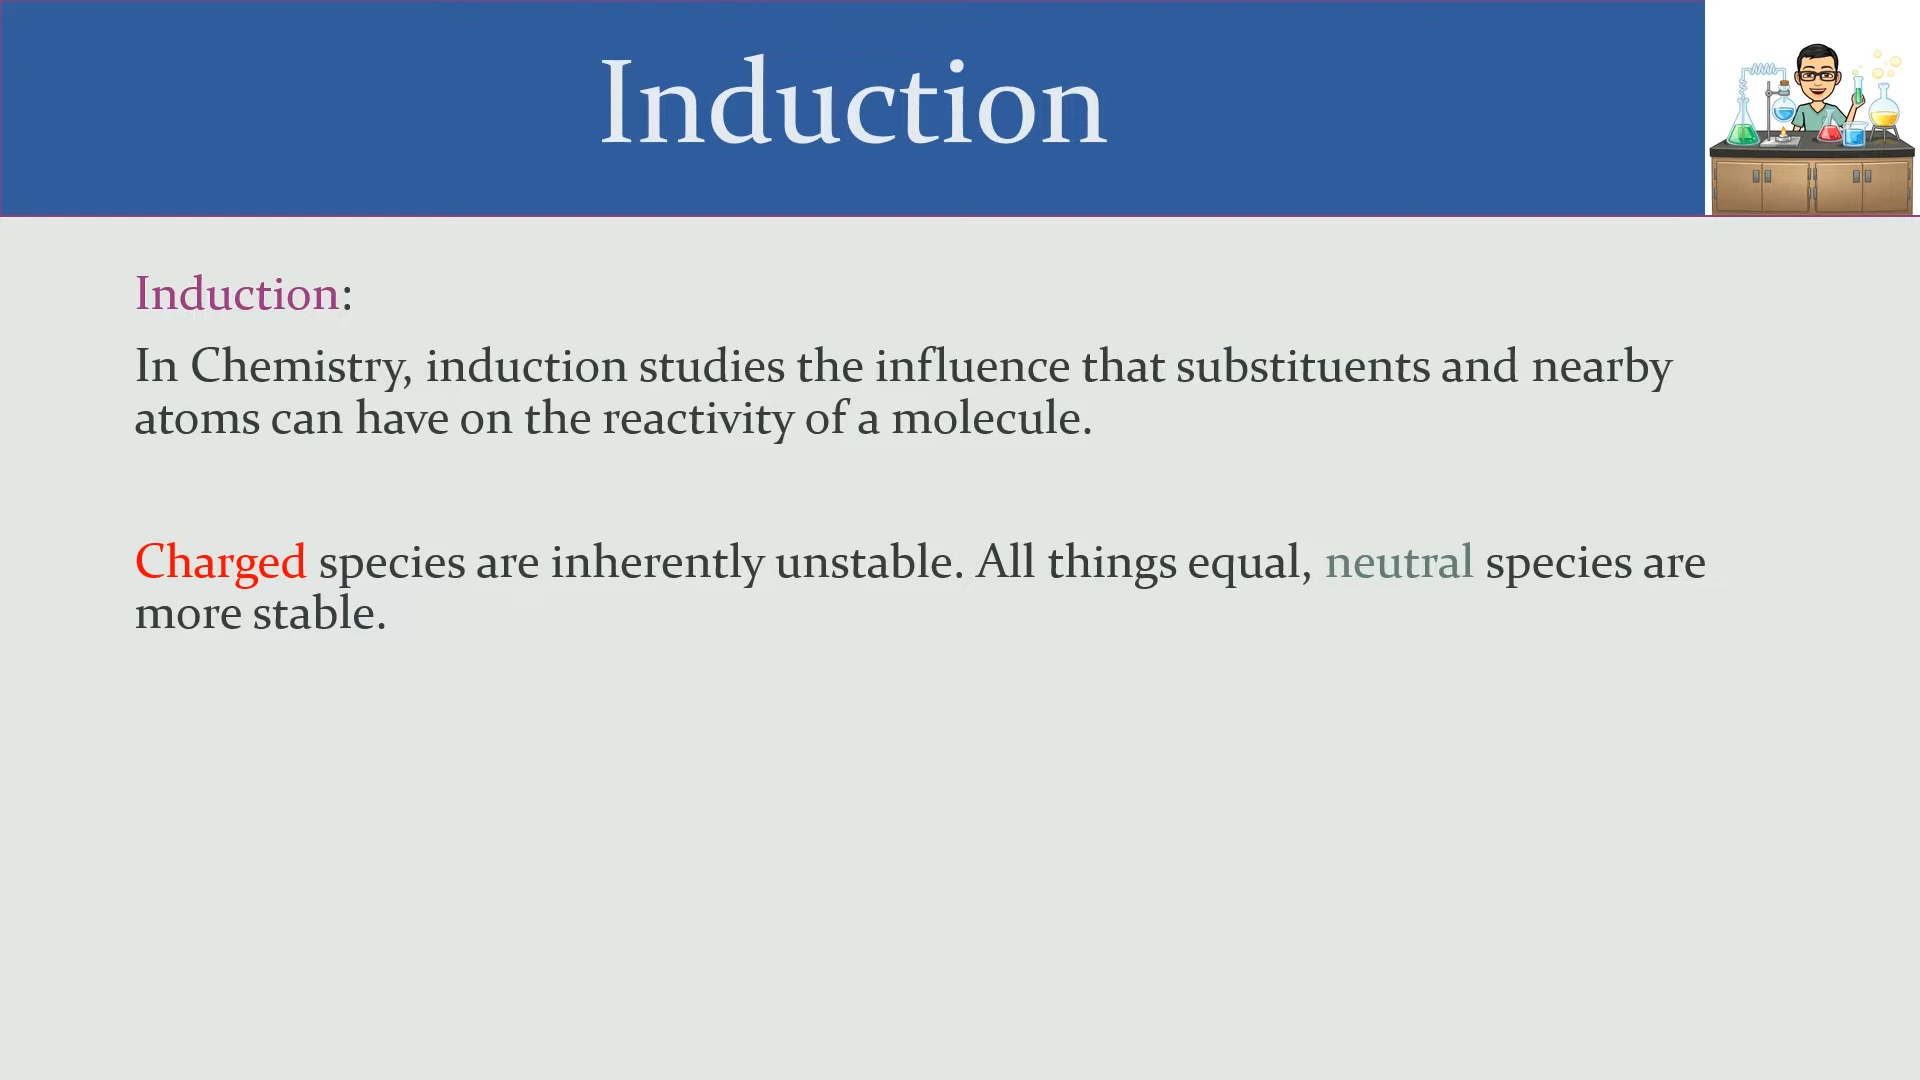 Induction
Induction:
In Chemistry, induction studies the influence that substituents and nearby
atoms can have on the reactivity of a molecule.
Charged species are inherently unstable. All things equal, neutral species are
more stable.